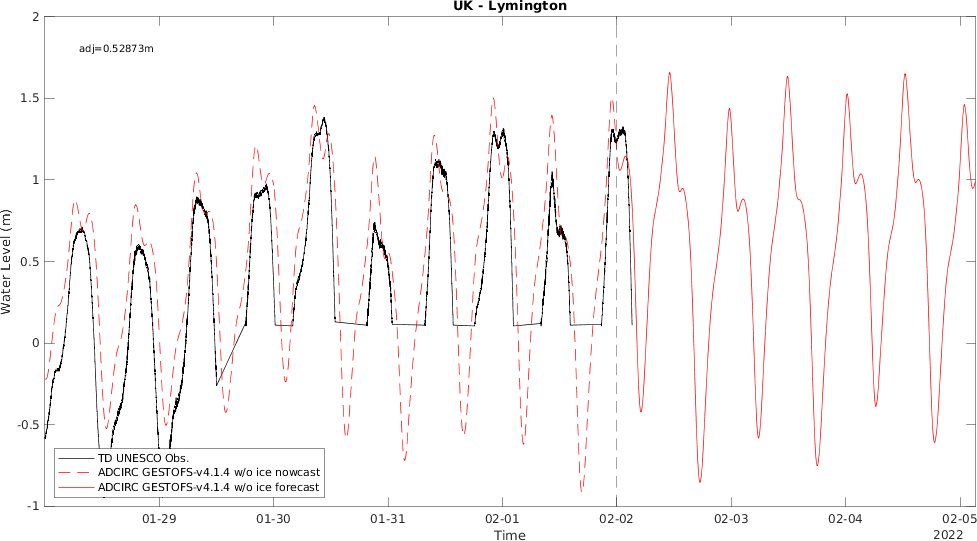 UK - Lymington
adj=0.52873m
Water Level (m)
2
1.5
1
0.5
0
-0.5
-1
TD UNESCO Obs.
ADCIRC GESTOFS-v4.1.4 w/o ice nowcast
ADCIRC GESTOFS-v4.1.4 w/o ice forecast
01-29 01-30 01-31 02-01 02-02 02-03 02-04 02-05
Time 2022